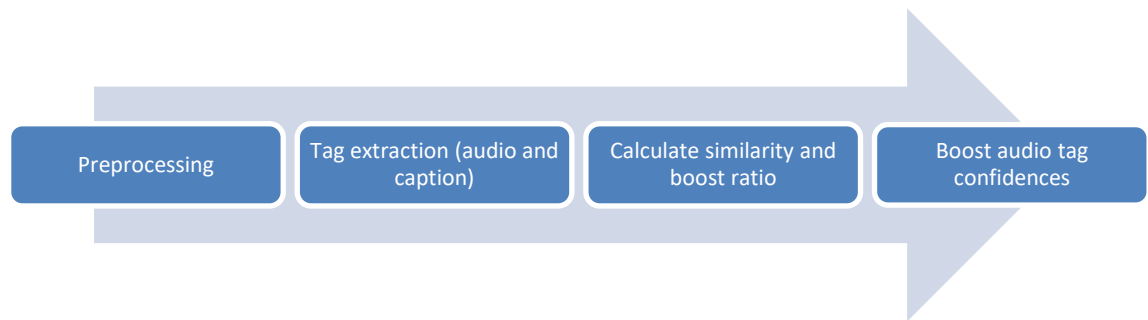 Preprocessing
Tag extraction (audio and
caption)
Calculate similarity and
boost ratio
Boost audio tag
confidences